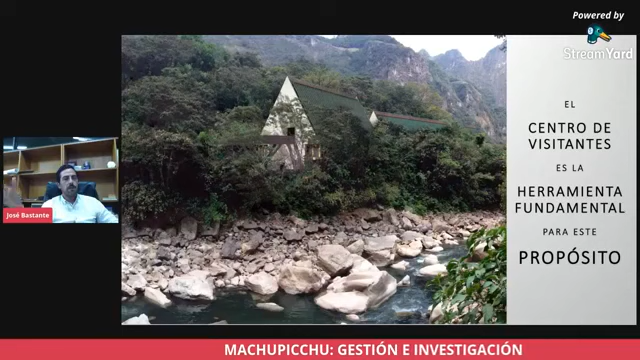 Powered by
StreamYard
EL
CENTRO DE
VISITANTES
ES LA
HERRAMIENTA
FUNDAMENTAL
PARA ESTE
PROPÓSITO
José Bastante
MACHUPICCHU: GESTIÓN E INVESTIGACIÓN